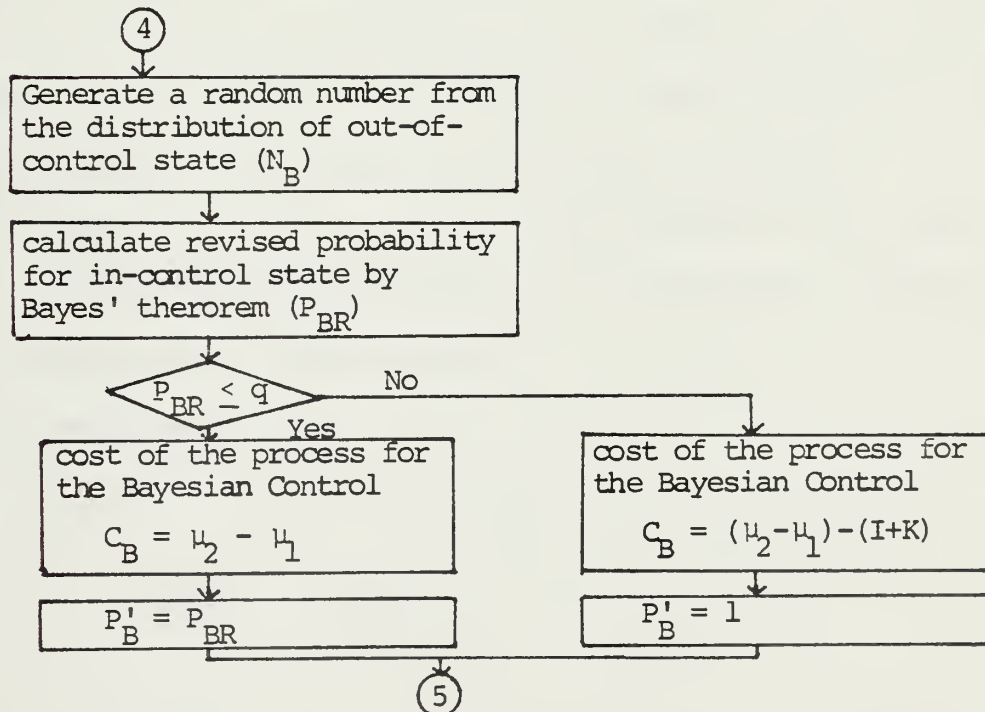 4
Generate a random number from
the distribution of out-of-
control state (N_B)
calculate revised probability
for in-control state by
Bayes' therorem (P_BR)
P_BR ≤ q
No
Yes
cost of the process for
the Bayesian Control
C_B = μ_2 - μ_1
P'_B = P_BR
cost of the process for
the Bayesian Control
C_B = (μ_2-μ_1)-(I+K)
P'_B = 1
5